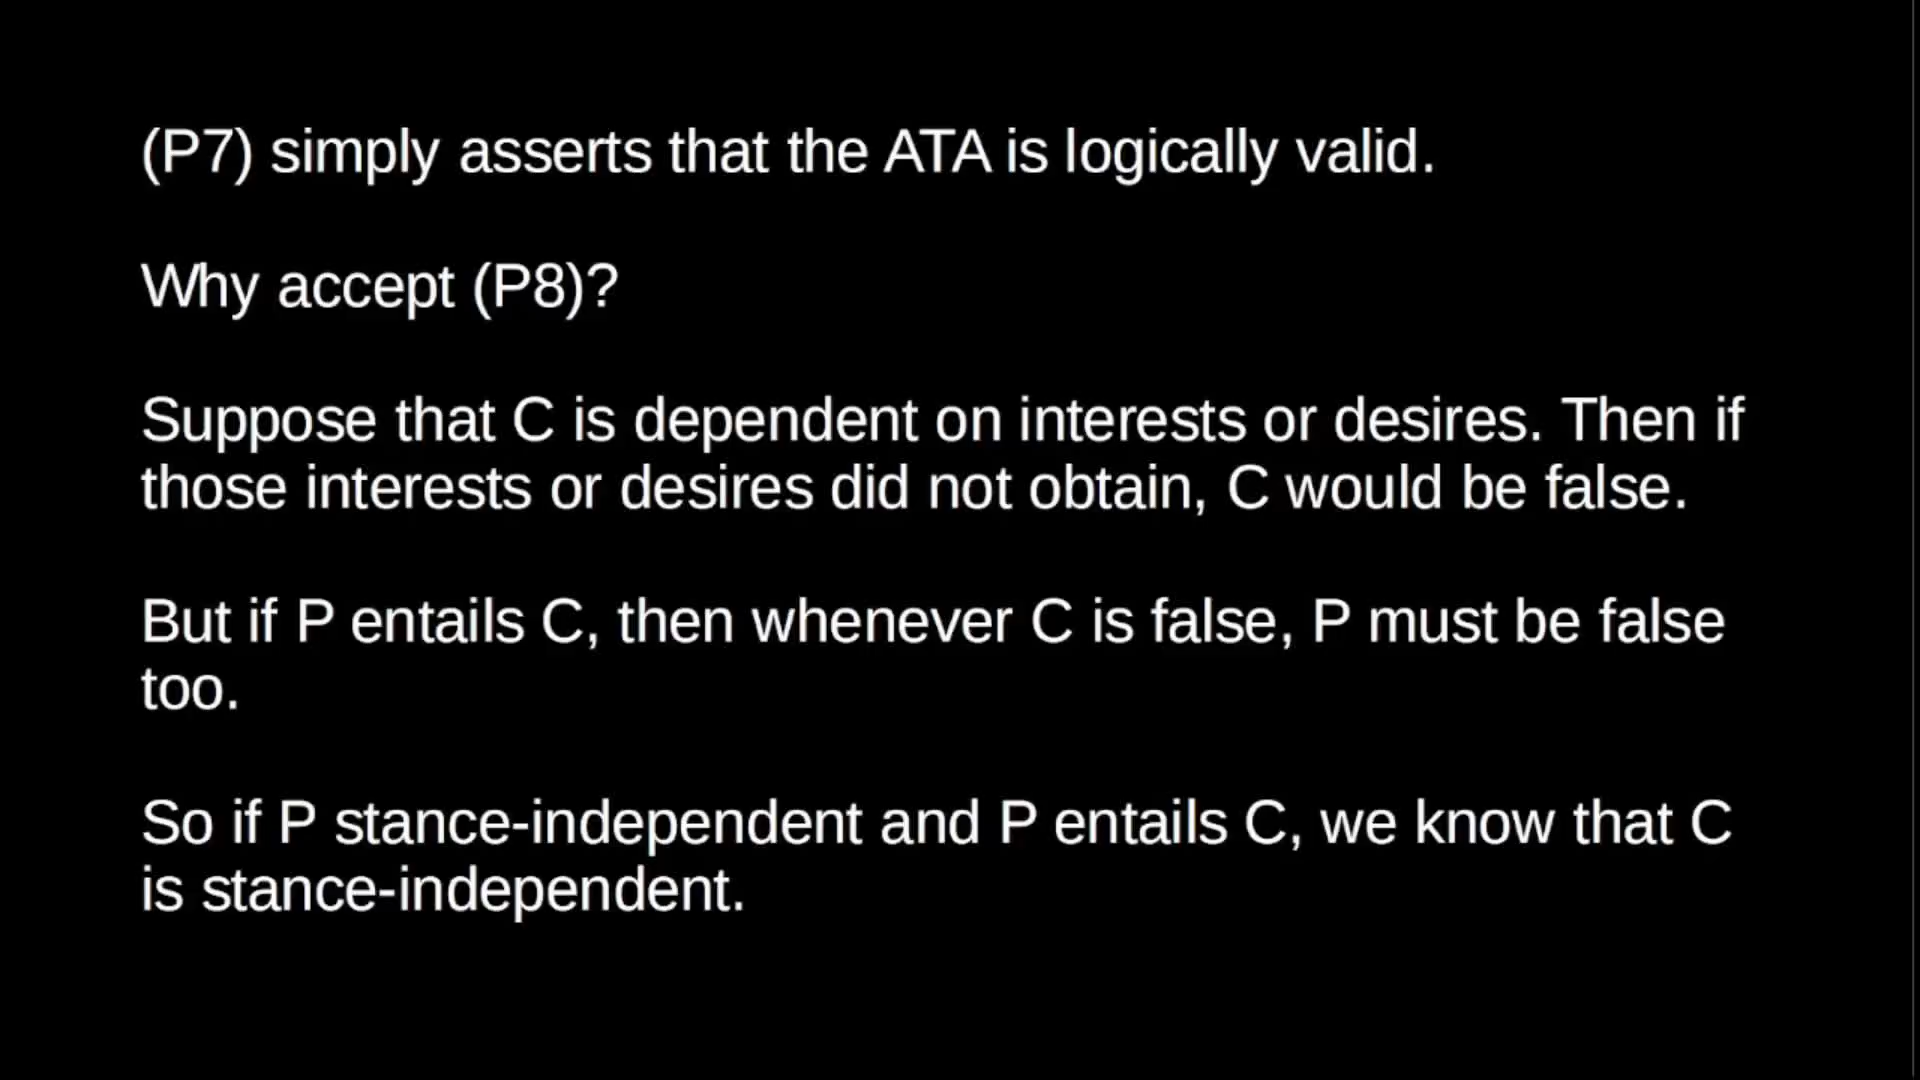 (P7) simply asserts that the ATA is logically valid.
Why accept (P8)?
Suppose that C is dependent on interests or desires. Then if
those interests or desires did not obtain, C would be false.
But if P entails C, then whenever C is false, P must be false
too.
So if P stance-independent and P entails C, we know that C
is stance-independent.